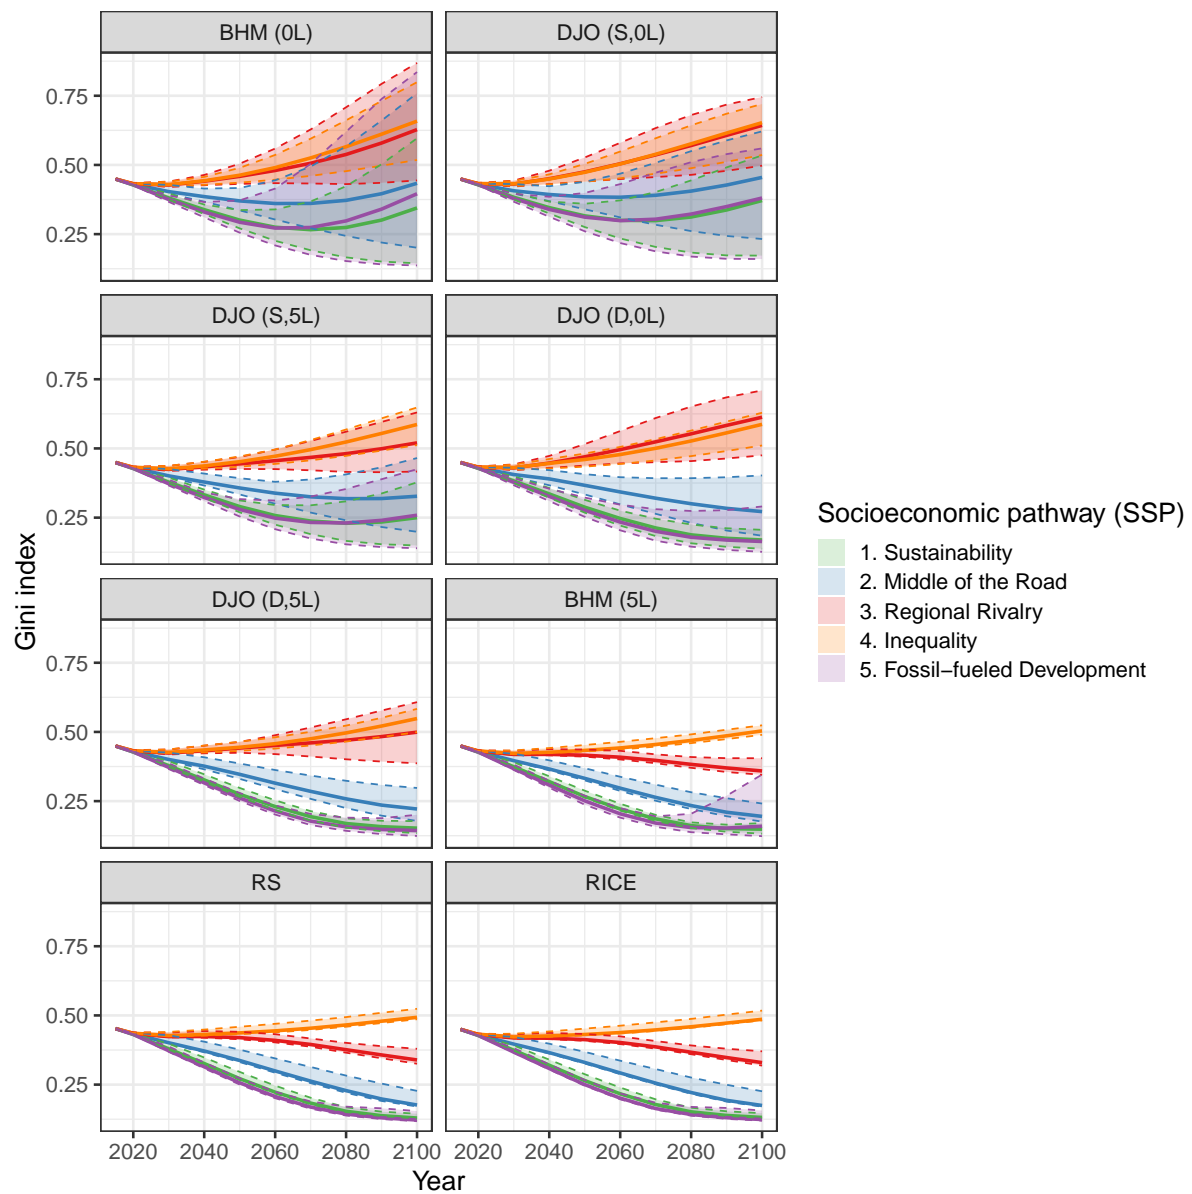 BHM (0L)
DJO (S,0L)
0.75
0.50
0.25
DJO (S,5L)
DJO (D,0L)
0.75
0.50
0.25
DJO (D,5L)
BHM (5L)
0.75
0.50
0.25
RS
RICE
0.75
0.50
0.25
2020 2040 2060 2080 2100 2020 2040 2060 2080 2100
Year
Gini index
Socioeconomic pathway (SSP)
1. Sustainability
2. Middle of the Road
3. Regional Rivalry
4. Inequality
5. Fossil−fueled Development